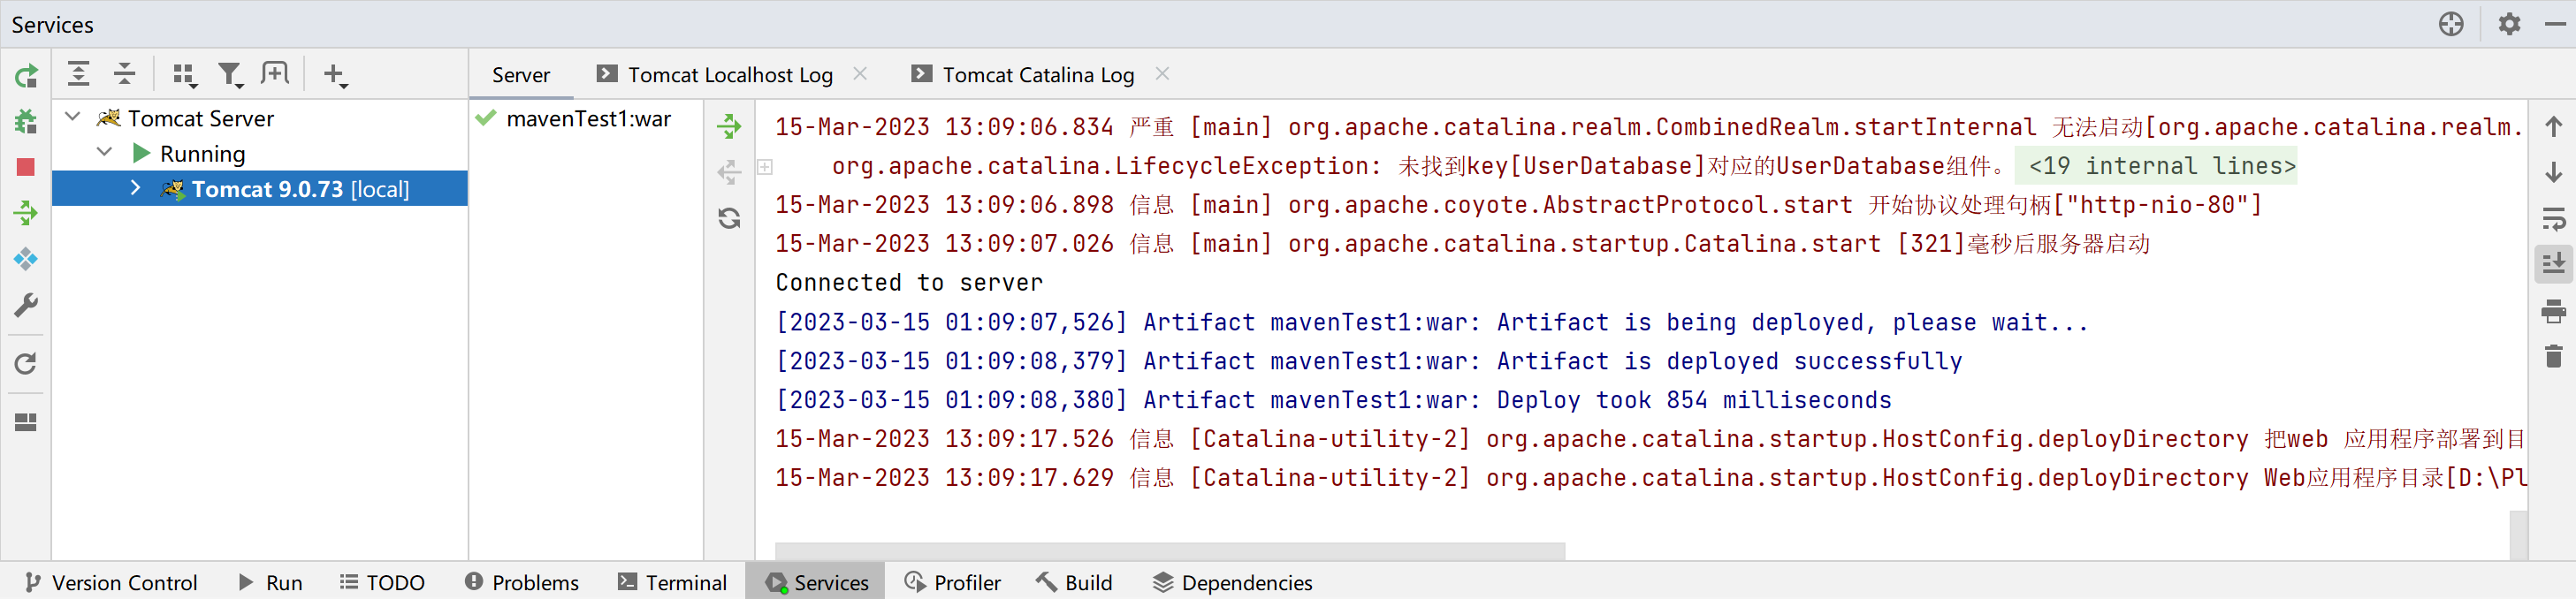 Services
Server
Tomcat Localhost Log
Tomcat Catalina Log
Tomcat Server
Running
Tomcat 9.0.73 [local]
mavenTest1:war
15-Mar-2023 13:09:06.834 严重 [main] org.apache.catalina.realm.CombinedRealm.startInternal 无法启动[org.apache.catalina.realm.
org.apache.catalina.LifecycleException: 未找到key[UserDatabase]对应的UserDatabase组件。 <19 internal lines>
15-Mar-2023 13:09:06.898 信息 [main] org.apache.coyote.AbstractProtocol.start 开始协议处理句柄["http-nio-80"]
15-Mar-2023 13:09:07.026 信息 [main] org.apache.catalina.startup.Catalina.start [321]毫秒后服务器启动
Connected to server
[2023-03-15 01:09:07,526] Artifact mavenTest1:war: Artifact is being deployed, please wait...
[2023-03-15 01:09:08,379] Artifact mavenTest1:war: Artifact is deployed successfully
[2023-03-15 01:09:08,380] Artifact mavenTest1:war: Deploy took 854 milliseconds
15-Mar-2023 13:09:17.526 信息 [Catalina-utility-2] org.apache.catalina.startup.HostConfig.deployDirectory 把web 应用程序部署到目
15-Mar-2023 13:09:17.629 信息 [Catalina-utility-2] org.apache.catalina.startup.HostConfig.deployDirectory Web应用程序目录[D:\Pl
Version Control
Run
TODO
Problems
Terminal
Services
Profiler
Build
Dependencies